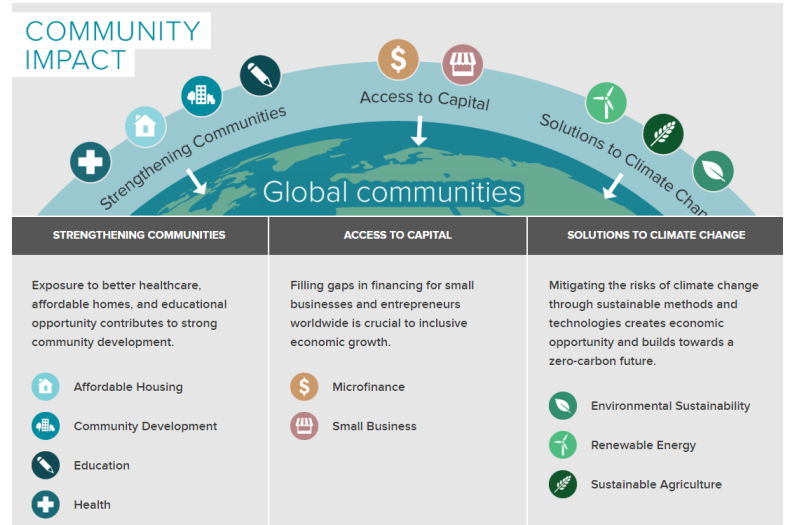 COMMUNITY
IMPACT
Strengthening Communities
Access to Capital
Solutions to Climate Chan
Global communities
STRENGTHENING COMMUNITIES
Exposure to better healthcare,
affordable homes, and educational
opportunity contributes to strong
community development.
Affordable Housing
Community Development
Education
Health
ACCESS TO CAPITAL
Filling gaps in financing for small
businesses and entrepreneurs
worldwide is crucial to inclusive
economic growth.
$ Microfinance
Small Business
SOLUTIONS TO CLIMATE CHANGE
Mitigating the risks of climate change
through sustainable methods and
technologies creates economic
opportunity and builds towards a
zero-carbon future.
Environmental Sustainability
Renewable Energy
Sustainable Agriculture